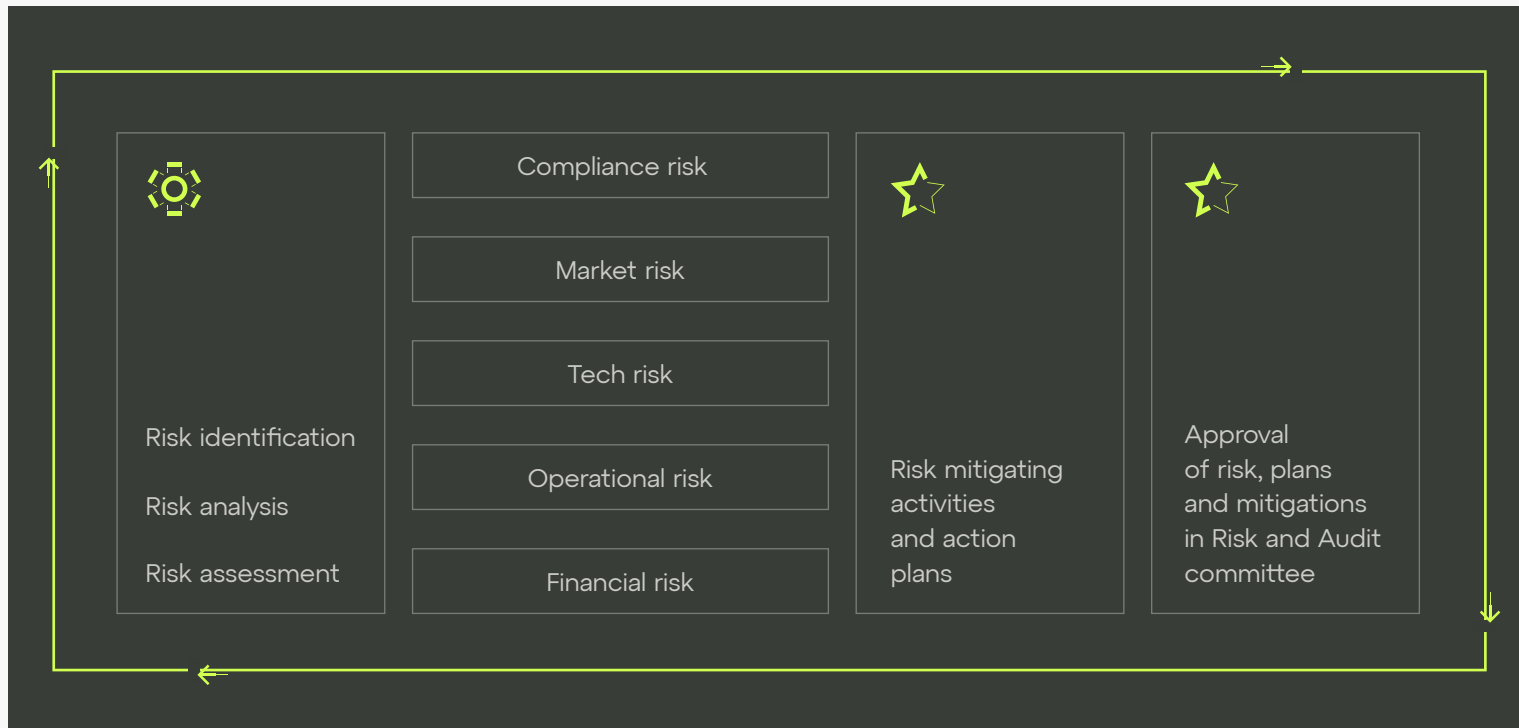 Risk identification
Risk analysis
Risk assessment
Compliance risk
Market risk
Tech risk
Operational risk
Financial risk
Risk mitigating
activities
and action
plans
Approval
of risk, plans
and mitigations
in Risk and Audit
committee